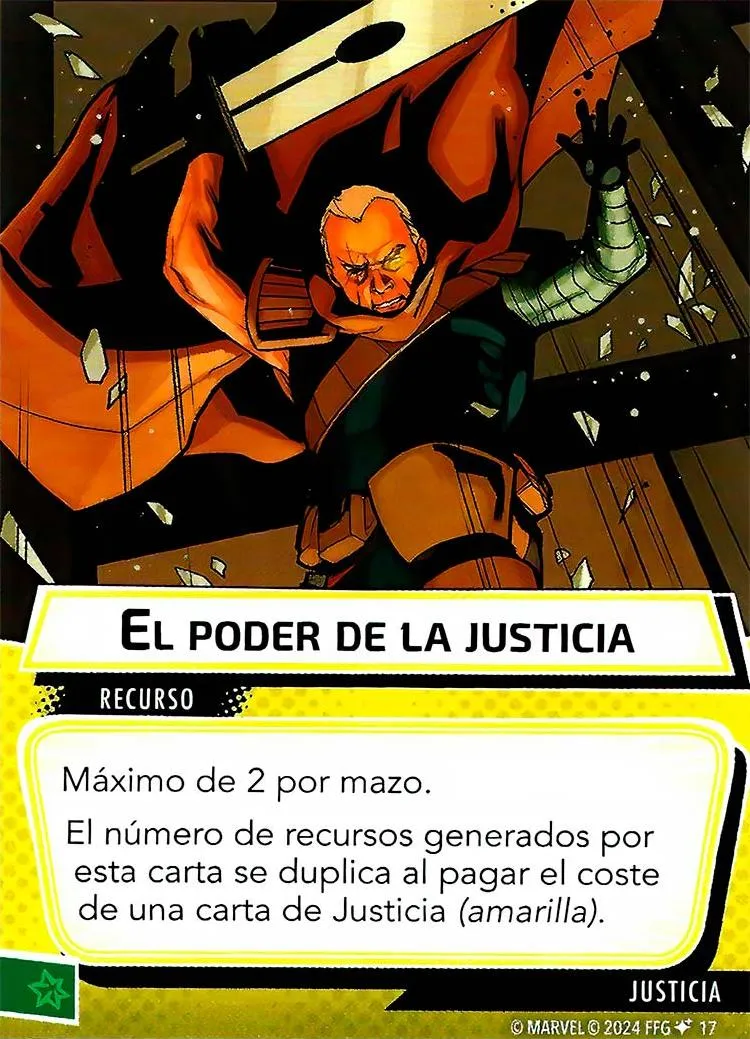 EL PODER DE LA JUSTICIA
RECURSO
Máximo de 2 por mazo.
El número de recursos generados por
esta carta se duplica al pagar el coste
de una carta de Justicia (amarilla).
JUSTICIA
© MARVEL © 2024 FFG 17